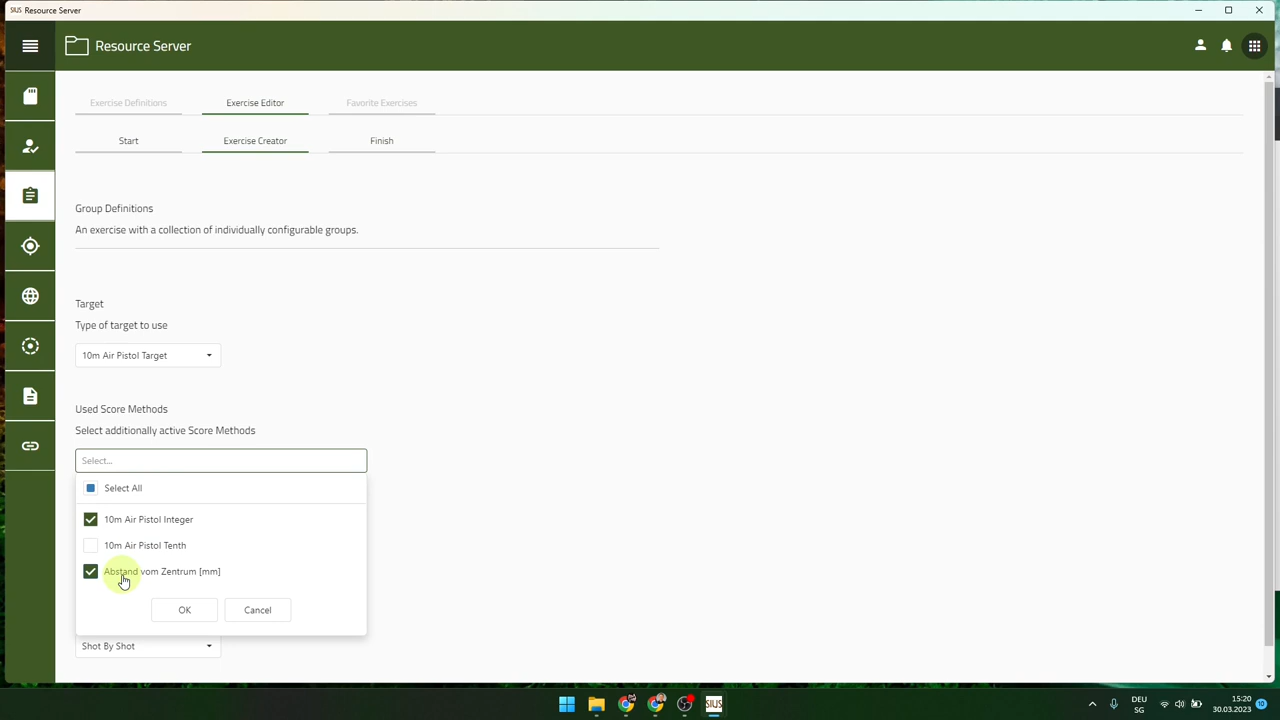 SIUS Resource Server
Resource Server
Exercise Definitions
Exercise Editor
Favorite Exercises
Start
Exercise Creator
Finish
Group Definitions
An exercise with a collection of individually configurable groups.
Target
Type of target to use
10m Air Pistol Target
Used Score Methods
Select additionally active Score Methods
Select...
Select All
10m Air Pistol Integer
10m Air Pistol Tenth
Abstand vom Zentrum [mm]
OK
Cancel
Shot By Shot
SIUS
DEU
SG
15:20
30.03.2023
10